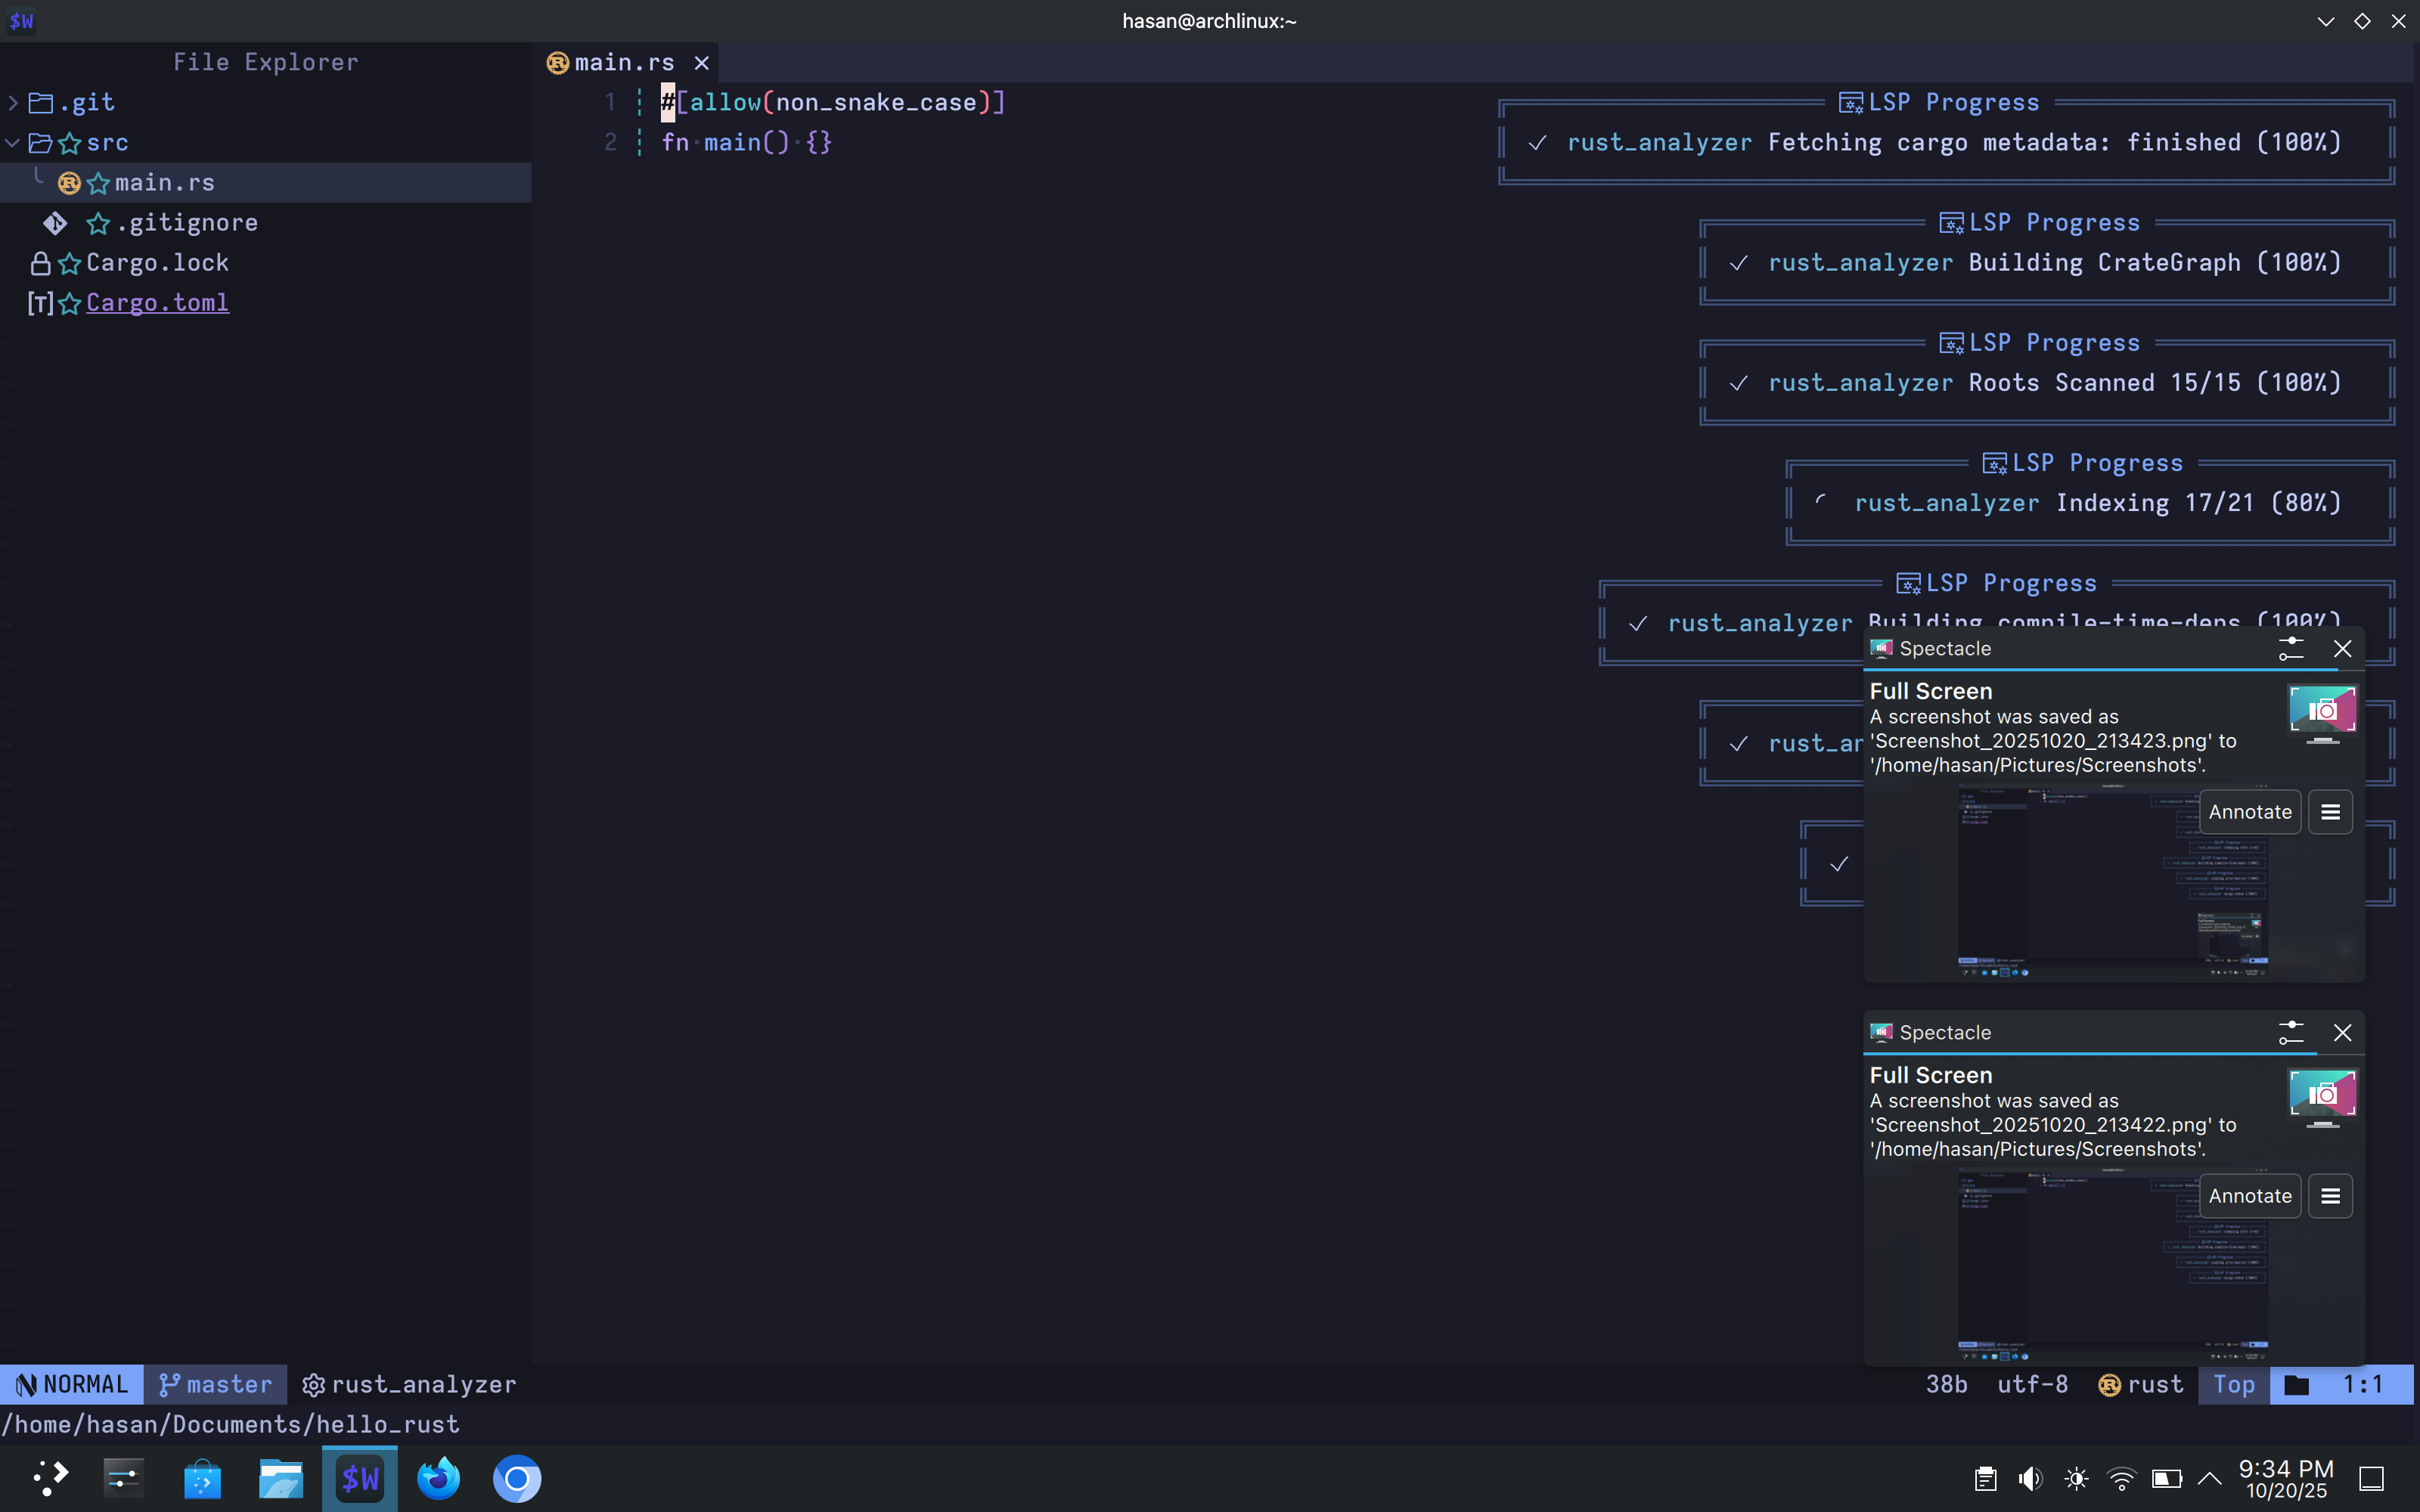 $W
hasan@archlinux:~
File Explorer
main.rs
.git
src
main.rs
.gitignore
Cargo.lock
[T] Cargo.toml
1 #[allow(non_snake_case)]
2 fn main() {}
LSP Progress
✓ rust_analyzer Fetching cargo metadata: finished (100%)
LSP Progress
✓ rust_analyzer Building CrateGraph (100%)
LSP Progress
✓ rust_analyzer Roots Scanned 15/15 (100%)
LSP Progress
rust_analyzer Indexing 17/21 (80%)
LSP Progress
✓ rust_analyzer Building compile-time-deps (100%)
✓ rust_ar
✓
Spectacle
Full Screen
A screenshot was saved as
'Screenshot_20251020_213423.png' to
'/home/hasan/Pictures/Screenshots'.
Annotate
Spectacle
Full Screen
A screenshot was saved as
'Screenshot_20251020_213422.png' to
'/home/hasan/Pictures/Screenshots'.
Annotate
NORMAL master rust_analyzer 38b utf-8 rust Top 1:1
/home/hasan/Documents/hello_rust
$W
9:34 PM
10/20/25